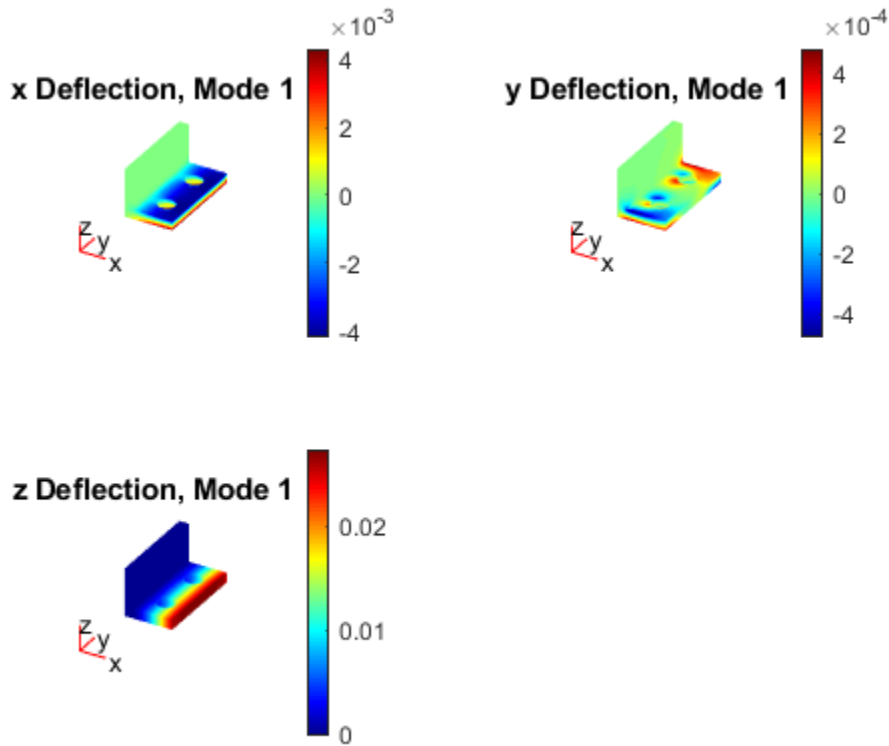 ×10-3
4
x Deflection, Mode 1
2
0
-2
-4
z
y
x
×10-4
4
y Deflection, Mode 1
2
0
-2
-4
z
y
x
z Deflection, Mode 1
0.02
0.01
0
z
y
x